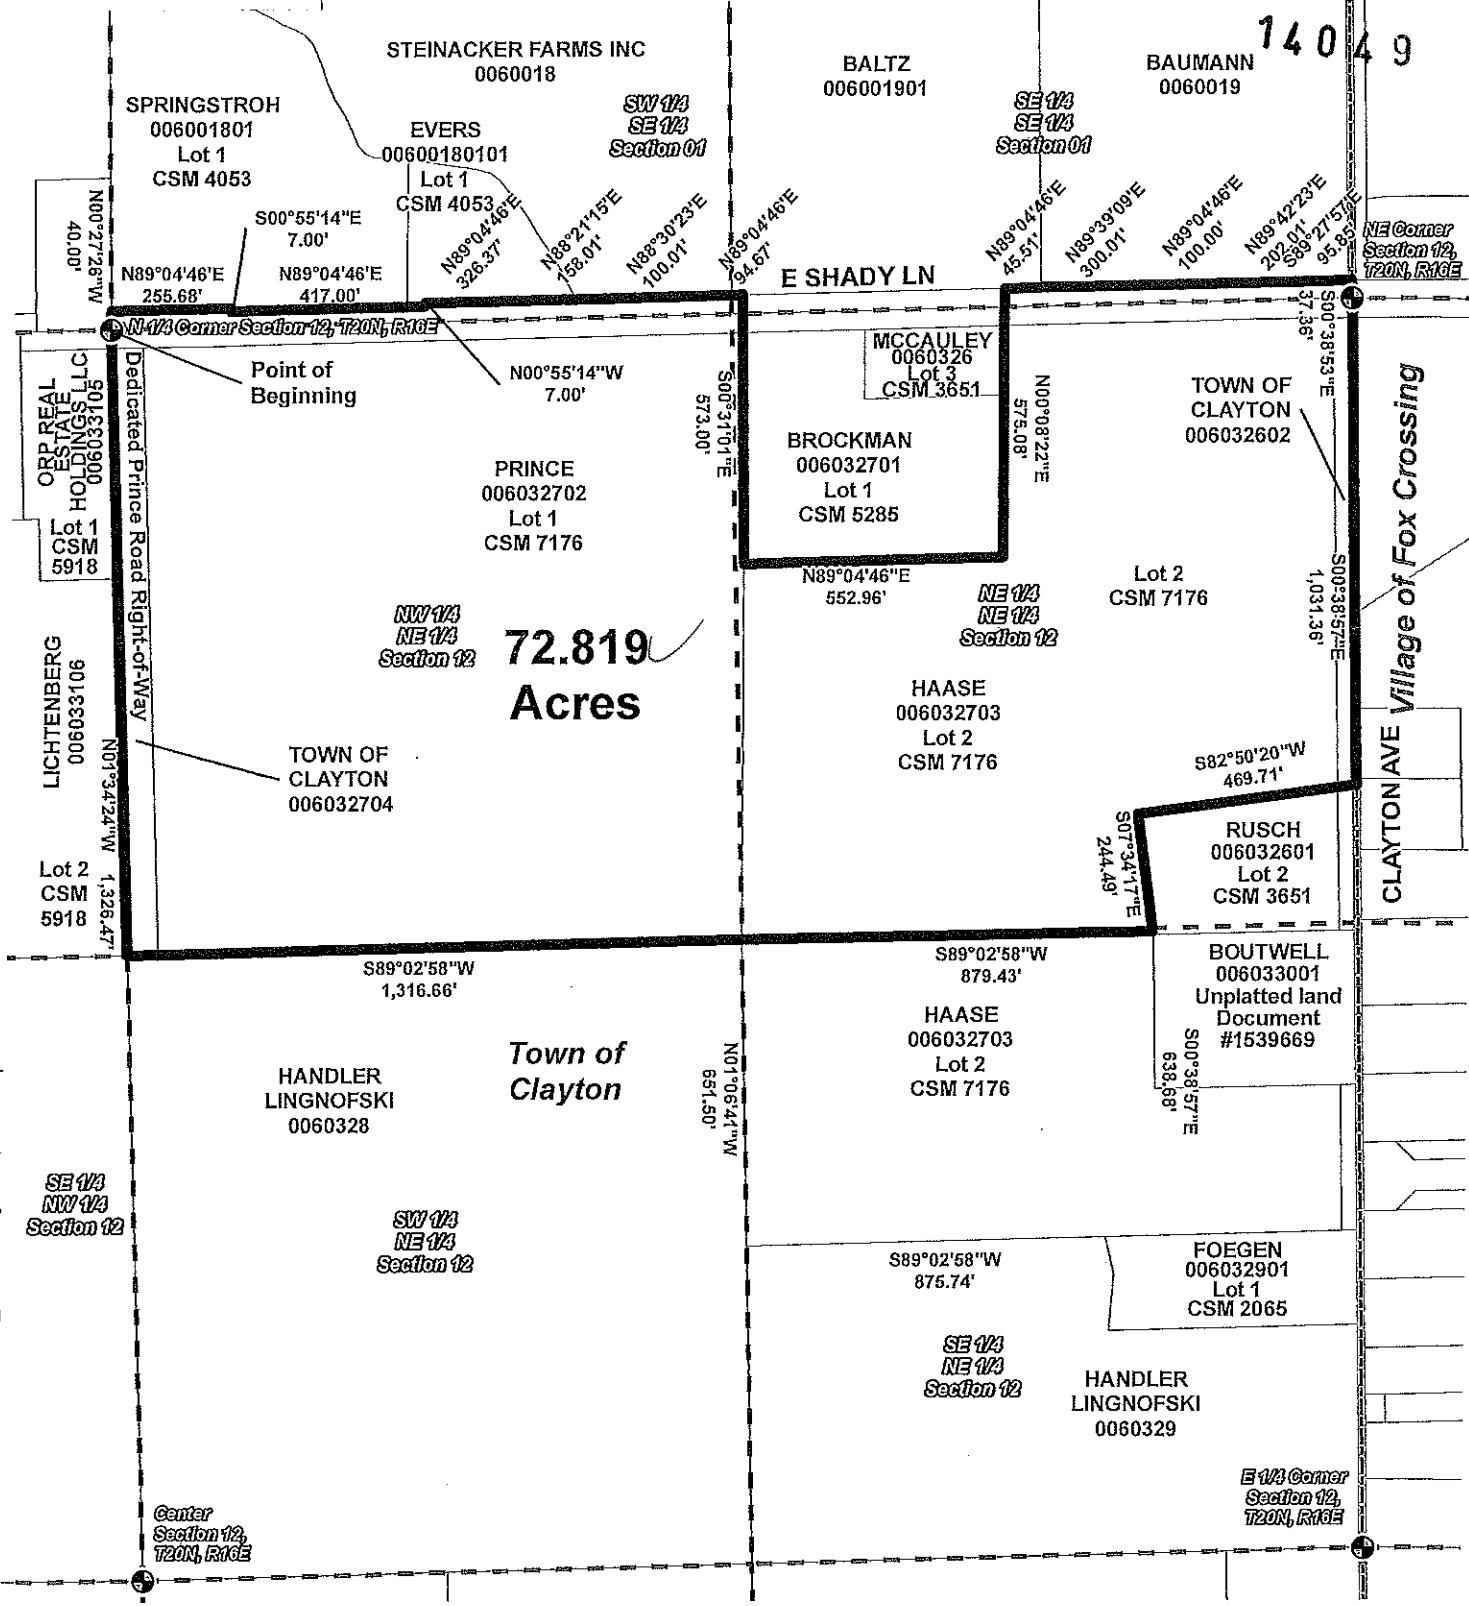 14049
STEINACKER FARMS INC
0060018
BALTZ
006001901
BAUMANN
0060019
SPRINGSTROH
006001801
Lot 1
CSM 4053
EVERS
00600180101
Lot 1
CSM 4053
SW 1/4
SE 1/4
Section 01
SE 1/4
SE 1/4
Section 01
N00°27'26"W
40.00'
S00°55'14"E
7.00'
N89°04'46'E
255.68'
N89°04'46'E
417.00'
N89°04'46'E
326.37'
N88°21'15"E
158.01'
N88°30'23"E
100.01'
N89°04'46"E
94.67'
E SHADY LN
N89°04'46"E
45.51'
N89°39'09"E
300.01'
N89°04'46"E
100.00'
N89°42'23"E
202.01'
S89°27'57"E
95.85'
NE Corner
Section 12,
T20N, R16E
N 1/4 Corner Section 12, T20N, R16E
Point of
Beginning
N00°55'14"W
7.00'
ORP REAL
ESTATE
HOLDINGS LLC
006033105
Lot 1
CSM
5918
Dedicated Prince Road Right-of-Way
PRINCE
006032702
Lot 1
CSM 7176
S00°31'01"E
573.00'
MCCAULEY
0060326
Lot 3
CSM 3651
BROCKMAN
006032701
Lot 1
CSM 5285
N00°08'22"E
575.08'
N89°04'46"E
552.96'
S00°38'53"E
37.36'
TOWN OF
CLAYTON
006032602
Lot 2
CSM 7176
S00°38'57"E
1,031.36'
CLAYTON AVE
Village of Fox Crossing
NW 1/4
NE 1/4
Section 12
72.819
Acres
NE 1/4
NE 1/4
Section 12
LICHTENBERG
006033106
HAASE
006032703
Lot 2
CSM 7176
TOWN OF
CLAYTON
006032704
N01°34'24"W 1,326.47'
Lot 2
CSM
5918
S82°50'20"W
469.71'
S07°34'17"E
244.49'
RUSCH
006032601
Lot 2
CSM 3651
S89°02'58"W
1,316.66'
S89°02'58"W
879.43'
BOUTWELL
006033001
Unplatted land
Document
#1539669
HAASE
006032703
Lot 2
CSM 7176
Town of
Clayton
HANDLER
LINGNOFSKI
0060328
N01°06'41"W
651.50'
S00°38'57"E
638.68'
SE 1/4
NW 1/4
Section 12
SW 1/4
NE 1/4
Section 12
S89°02'58"W
875.74'
FOEGEN
006032901
Lot 1
CSM 2065
SE 1/4
NE 1/4
Section 12
HANDLER
LINGNOFSKI
0060329
Center
Section 12,
T20N, R16E
E 1/4 Corner
Section 12,
T20N, R16E